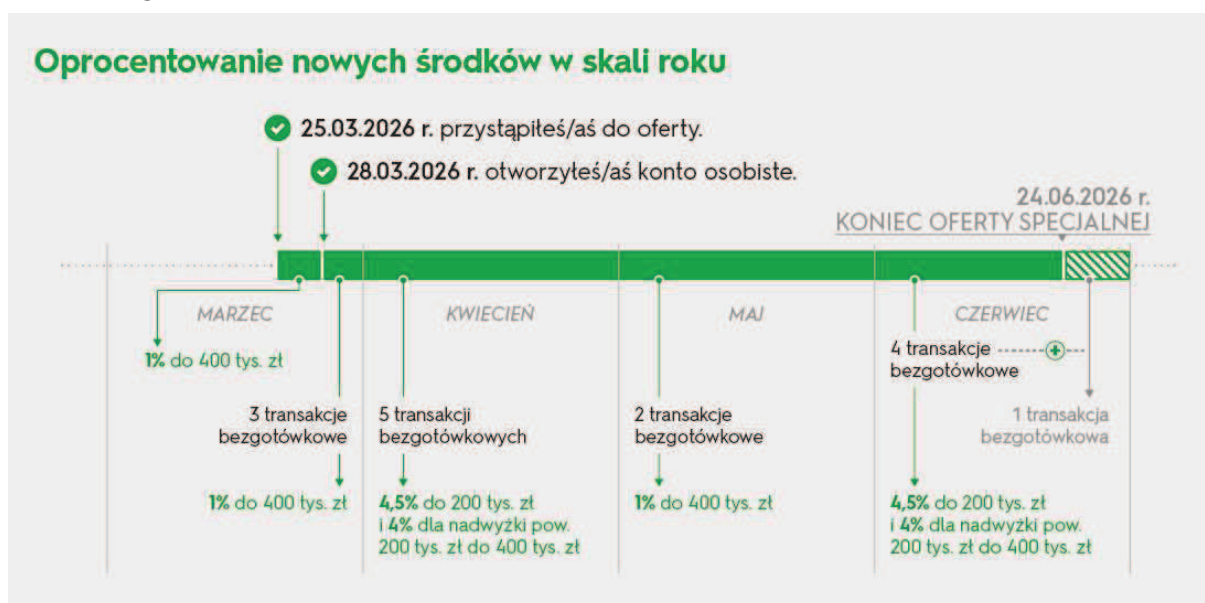 Oprocentowanie nowych środków w skali roku
25.03.2026 r. przystąpiłeś/aś do oferty.
28.03.2026 r. otworzyłeś/aś konto osobiste.
24.06.2026 r.
KONIEC OFERTY SPECJALNEJ
MARZEC
KWIECIEŃ
MAJ
CZERWIEC
1% do 400 tys. zł
3 transakcje
bezgotówkowe
1% do 400 tys. zł
5 transakcji
bezgotówkowych
4,5% do 200 tys. zł
i 4% dla nadwyżki pow.
200 tys. zł do 400 tys. zł
2 transakcje
bezgotówkowe
1% do 400 tys. zł
4 transakcje
bezgotówkowe
1 transakcja
bezgotówkowa
4,5% do 200 tys. zł
i 4% dla nadwyżki pow.
200 tys. zł do 400 tys. zł